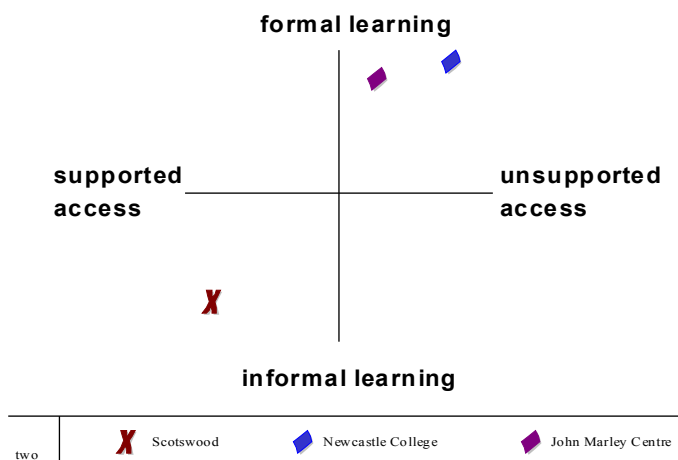 formal learning
supported
access
unsupported
access
informal learning
two
Scotswood
Newcastle College
John Marley Centre